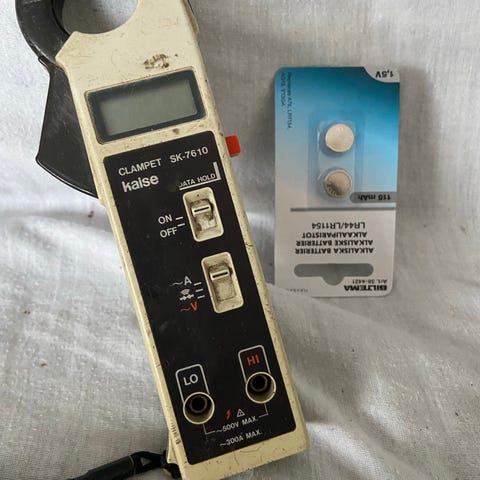 CLAMPET SK-7610
kaise
DATA HOLD
ON
OFF
~A
~V
LO
HI
~500V MAX.
~300A MAX.
1,5V
115 mAh
LR44/LR1154
ALKAALIPARISTOT
ALKALISKE BATTERIER
ALKALISKA BATTERIER
BILTEMA
Art. 38-4421